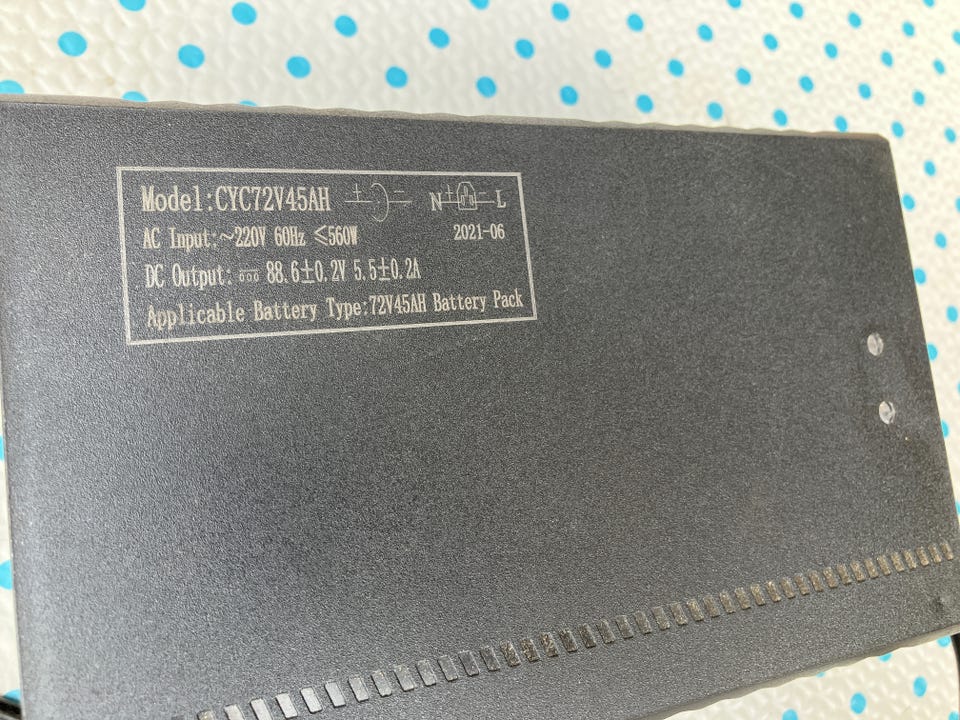 Model:CYC72V45AH + - N + - L
AC Input:~220V 60Hz ≤560W 2021-06
DC Output: 88.6±0.2V 5.5±0.2A
Applicable Battery Type:72V45AH Battery Pack